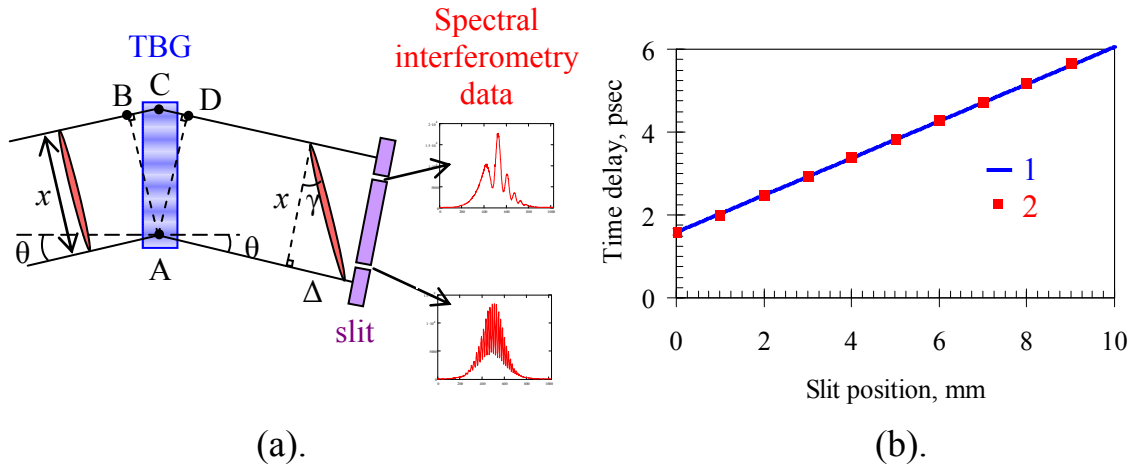 TBG
B
C
D
x
θ
A
θ
x
γ
Δ
slit
Spectral
interferometry
data
(a).
Time delay, psec
6
4
2
0
1
2
0 2 4 6 8 10
Slit position, mm
(b).